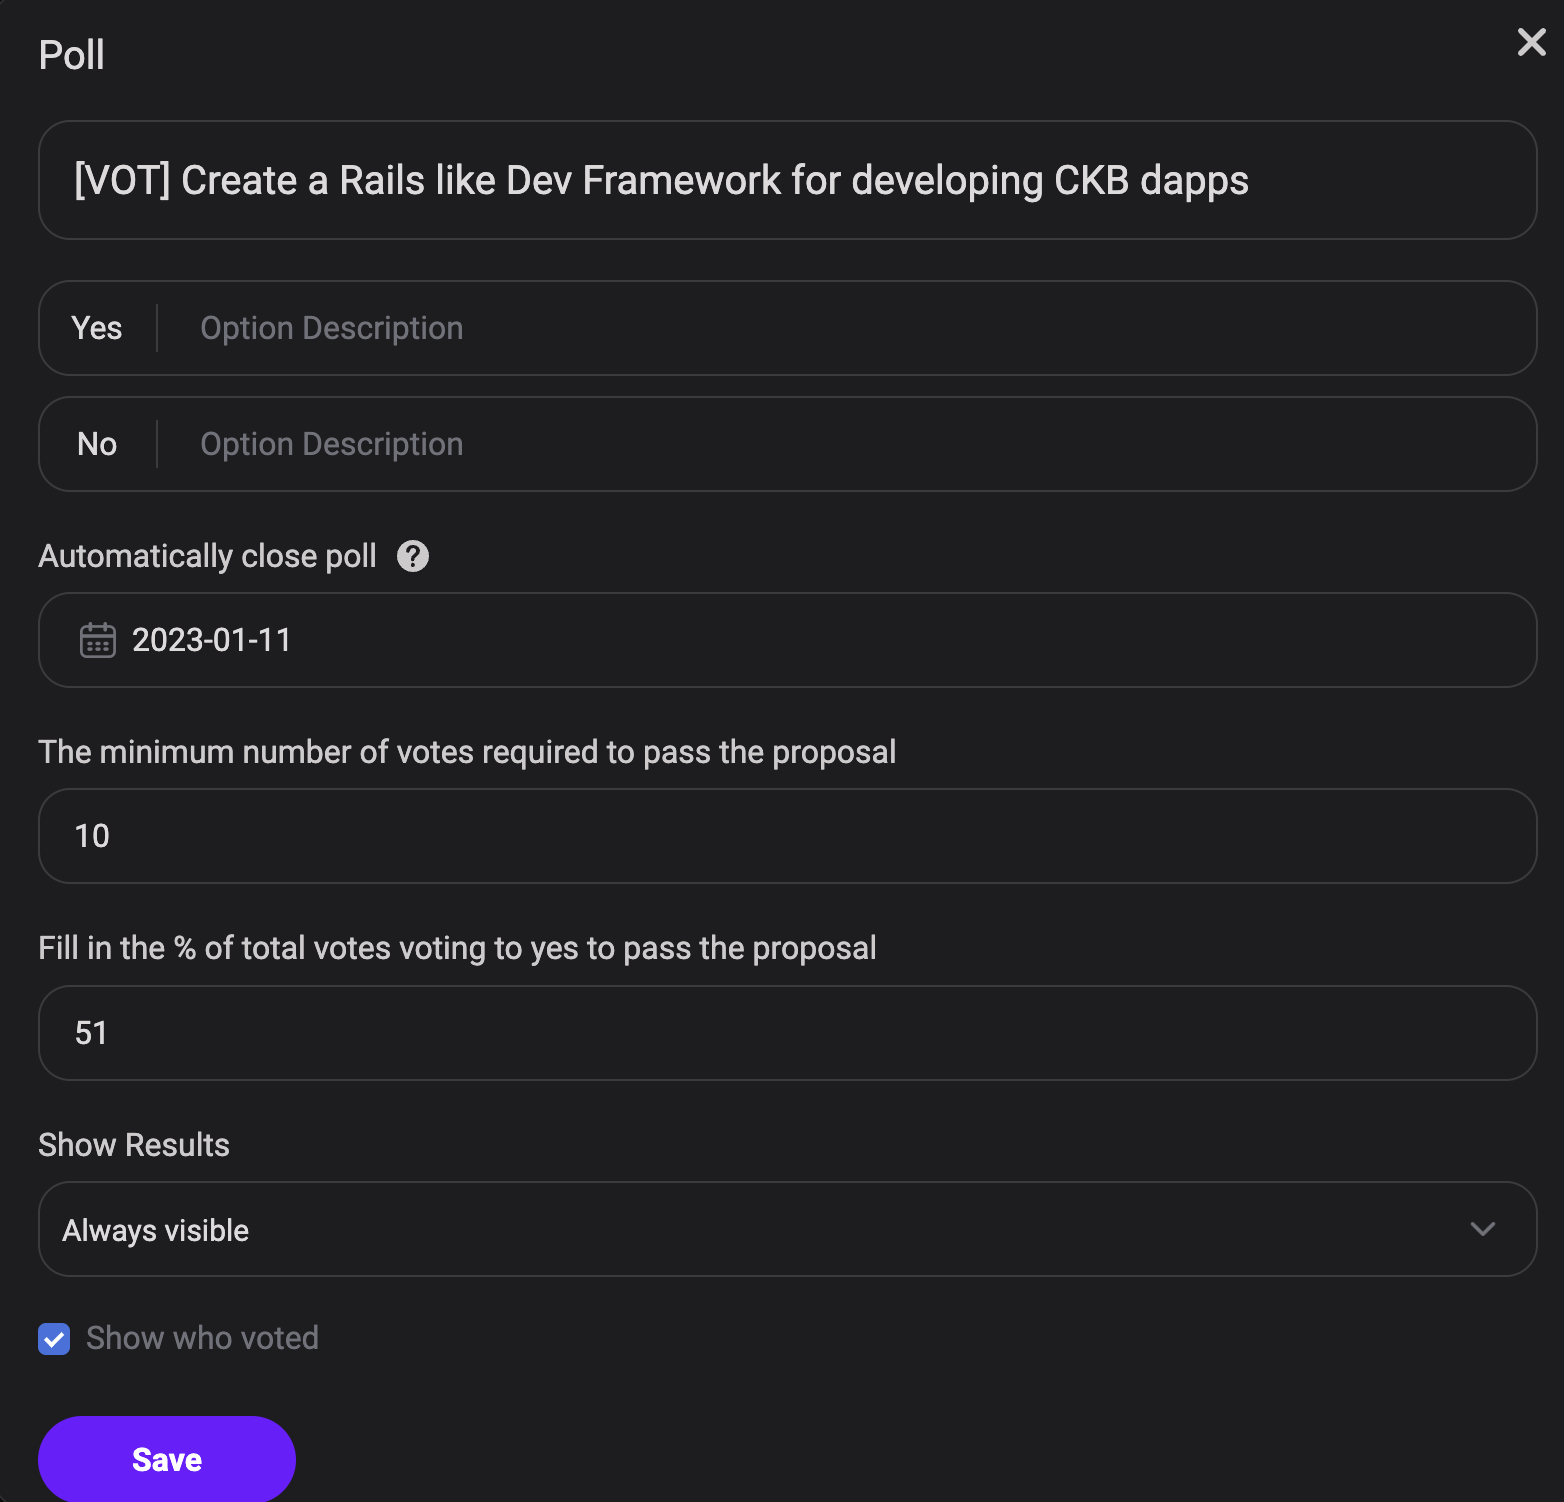 Poll
[VOT] Create a Rails like Dev Framework for developing CKB dapps
Yes Option Description
No Option Description
Automatically close poll ?
2023-01-11
The minimum number of votes required to pass the proposal
10
Fill in the % of total votes voting to yes to pass the proposal
51
Show Results
Always visible
Show who voted
Save